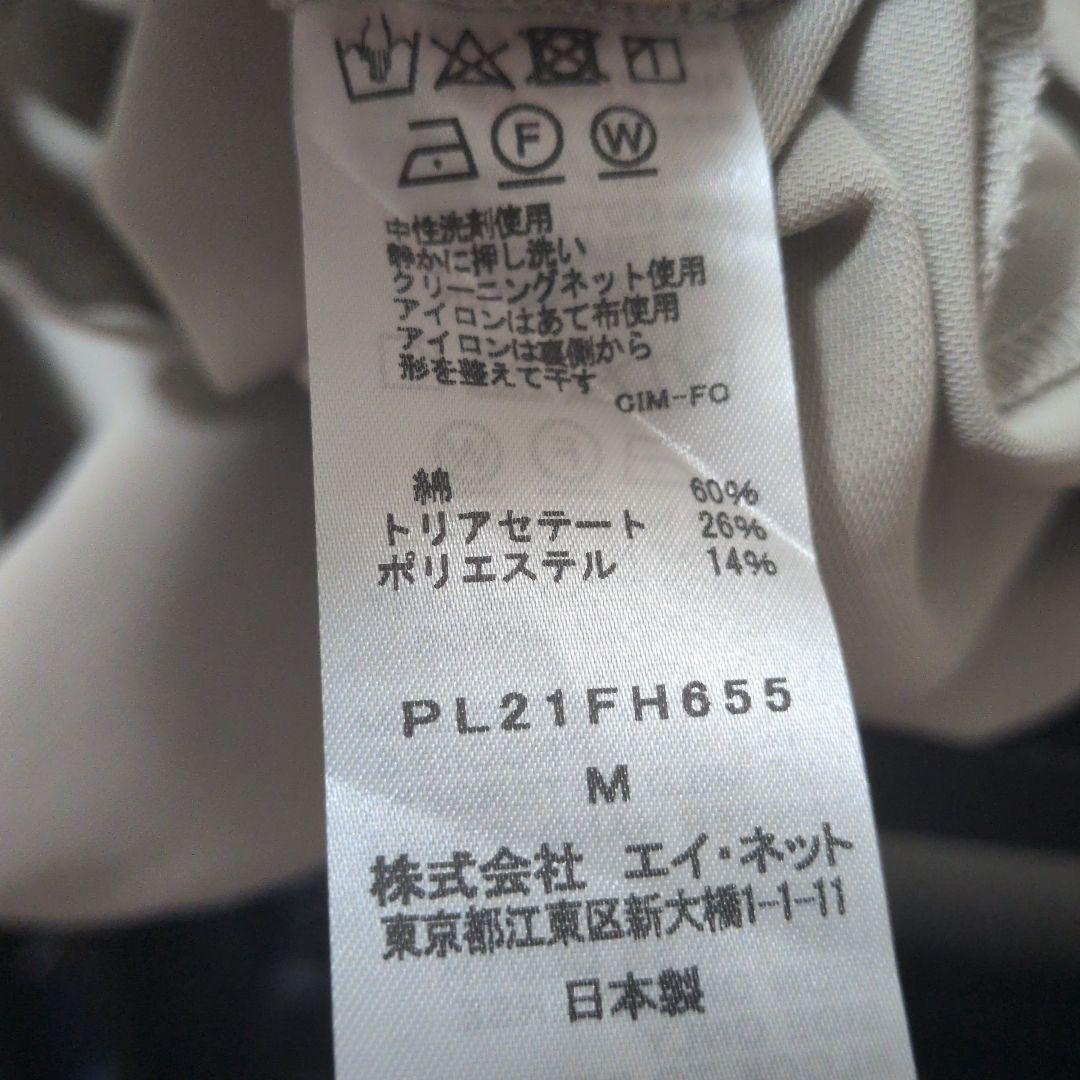 F W
中性洗剤使用
静かに押し洗い
クリーニングネット使用
アイロンはあて布使用
アイロンは裏側から
形を整えて干す
CIM-FO
綿 60%
トリアセテート 26%
ポリエステル 14%
PL21FH655
M
株式会社 エイ・ネット
東京都江東区新大橋1-1-11
日本製